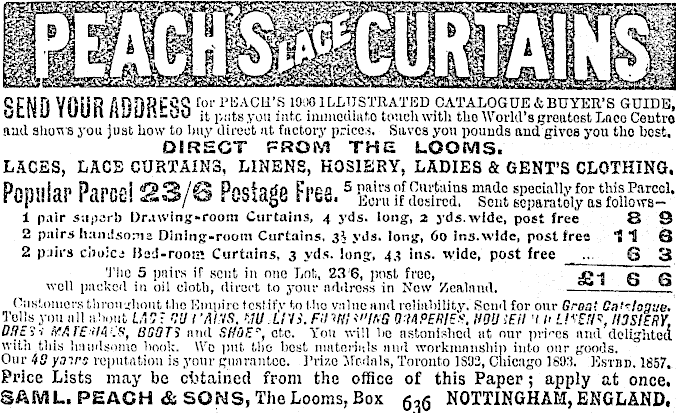 PEACH'S LACE CURTAINS
SEND YOUR ADDRESS for PEACH'S 1906 ILLUSTRATED CATALOGUE & BUYER'S GUIDE,
it puts you into immediate touch with the World's greatest Lace Centre
and shows you just how to buy direct at factory prices. Saves you pounds and gives you the best.
DIRECT FROM THE LOOMS.
LACES, LACE CURTAINS, LINENS, HOSIERY, LADIES & GENT'S CLOTHING.
Popular Parcel 23/6 Postage Free. 5 pairs of Curtains made specially for this Parcel.
Ecru if desired. Sent separately as follows—
1 pair superb Drawing-room Curtains, 4 yds. long, 2 yds. wide, post free 8 9
2 pairs handsome Dining-room Curtains, 3½ yds. long, 60 ins. wide, post free 11 6
2 pairs choice Bed-room Curtains, 3 yds. long, 43 ins. wide, post free ... 6 3
The 5 pairs if sent in one Lot, 23 6, post free,
well packed in oil cloth, direct to your address in New Zealand. £1 6 6
Customers throughout the Empire testify to the value and reliability. Send for our Great Catalogue.
Tells you all about LACE CURTAINS, MUSLINS, FURNISHING DRAPERIES, HOUSEHOLD LINENS, HOSIERY,
DRESS MATERIALS, BOOTS and SHOES, etc. You will be astonished at our prices and delighted
with this handsome book. We put the best materials and workmanship into our goods.
Our 49 years reputation is your guarantee. Prize Medals, Toronto 1892, Chicago 1893. ESTBD. 1857.
Price Lists may be obtained from the office of this Paper; apply at once.
SAML. PEACH & SONS, The Looms, Box 636 NOTTINGHAM, ENGLAND.